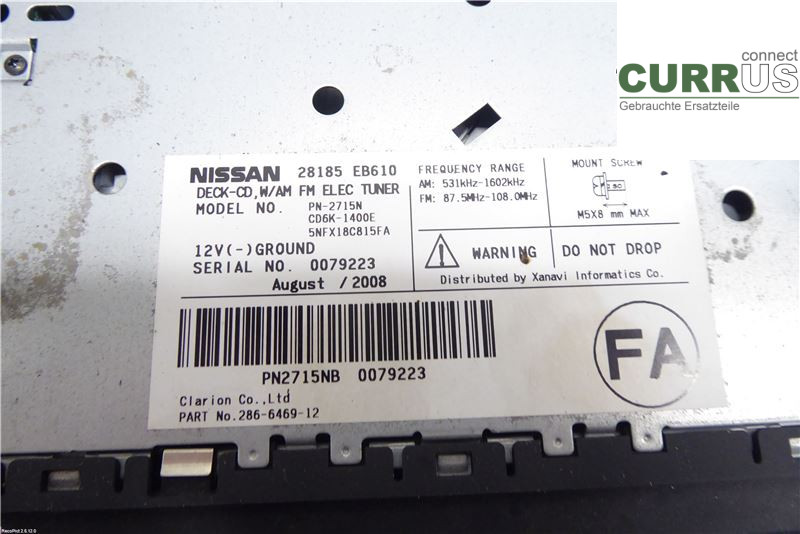 connect
CURRUS
Gebrauchte Ersatzteile
NISSAN 28185 EB610
DECK-CD,W/AM FM ELEC TUNER
MODEL NO. PN-2715N
CD6K-1400E
5NFX18C815FA
12V(-)GROUND
SERIAL NO. 0079223
August / 2008
FREQUENCY RANGE
AM: 531kHz-1602kHz
FM: 87.5MHz-108.0MHz
MOUNT SCREW
M5X8 mm MAX
WARNING
DO NOT DROP
Distributed by Xanavi Informatics Co.
PN2715NB 0079223
FA
Clarion Co.,Ltd
PART No.286-6469-12